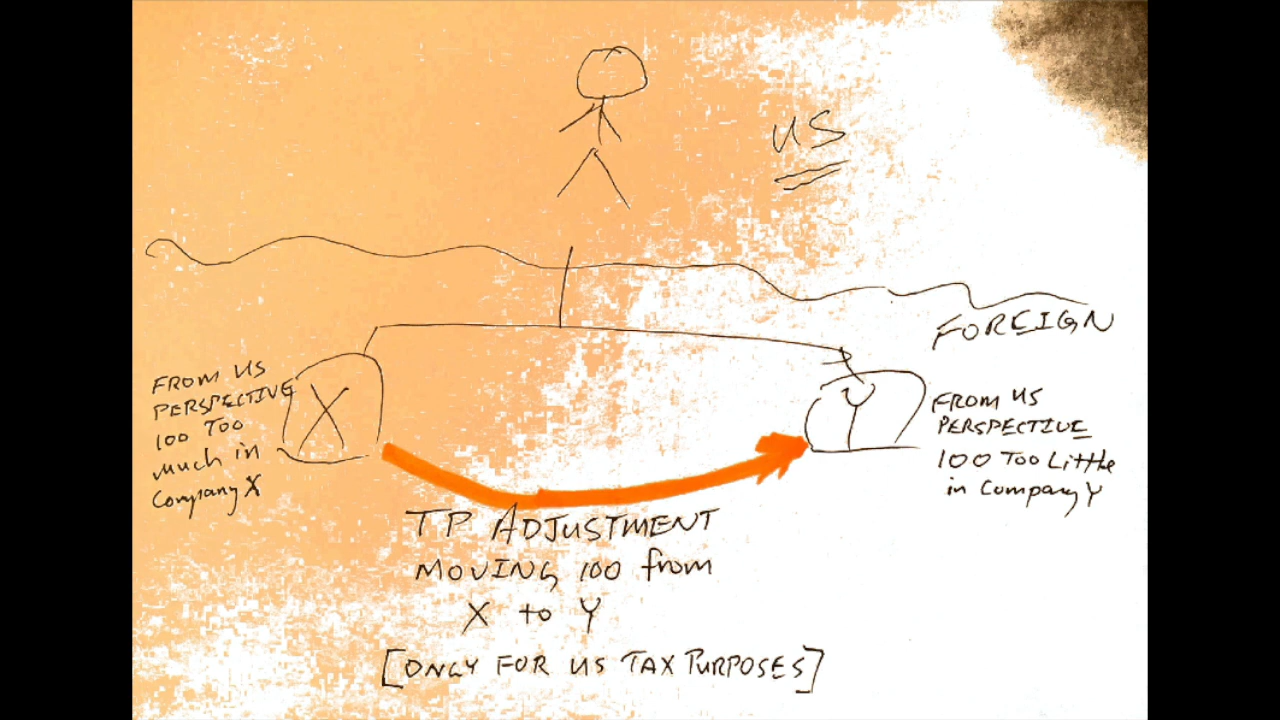 US
FOREIGN
FROM US
PERSPECTIVE
100 Too
much in
Company X
X
Y
FROM US
PERSPECTIVE
100 Too Little
in Company Y
TP ADJUSTMENT
MOVING 100 from
X to Y
[ONLY FOR US TAX PURPOSES]